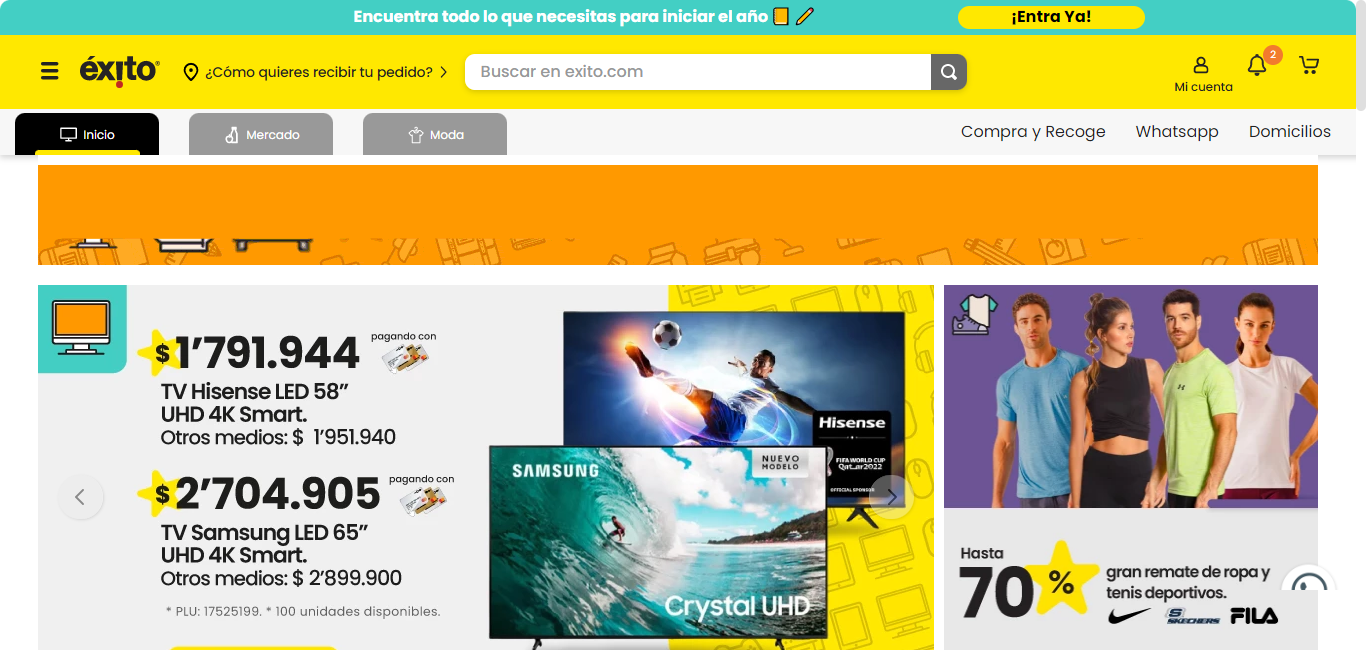 Encuentra todo lo que necesitas para iniciar el año
¡Entra Ya!
éxito
¿Cómo quieres recibir tu pedido?
Buscar en exito.com
Mi cuenta
2
Inicio
Mercado
Moda
Compra y Recoge
Whatsapp
Domicilios
$1’791.944
pagando con
TV Hisense LED 58”
UHD 4K Smart.
Otros medios: $ 1’951.940
$2’704.905
pagando con
TV Samsung LED 65”
UHD 4K Smart.
Otros medios: $ 2’899.900
* PLU: 17525199. * 100 unidades disponibles.
Hisense
FIFA WORLD CUP
Qatar2022
OFFICIAL SPONSOR
SAMSUNG
NUEVO
MODELO
Crystal UHD
Hasta
70%
gran remate de ropa y
tenis deportivos.
SKECHERS
FILA